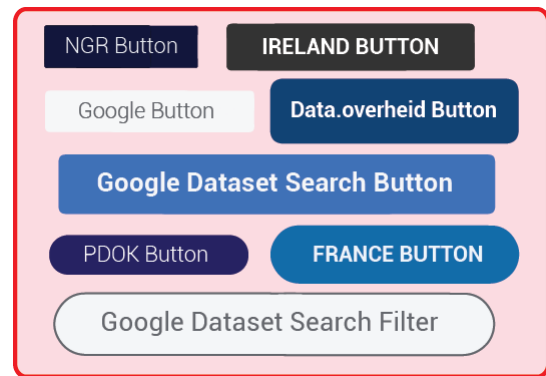 NGR Button
IRELAND BUTTON
Google Button
Data.overheid Button
Google Dataset Search Button
PDOK Button
FRANCE BUTTON
Google Dataset Search Filter